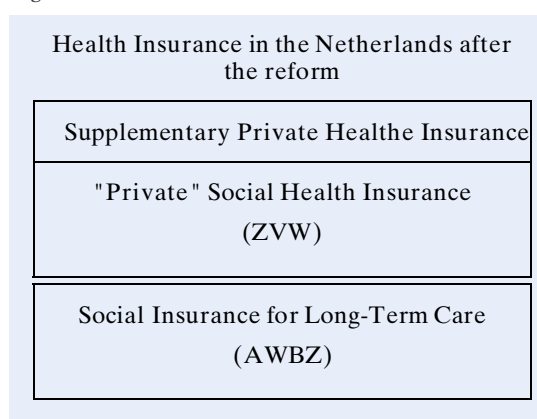 Health Insurance in the Netherlands after
the reform
Supplementary Private Healthe Insurance
"Private" Social Health Insurance
(ZVW)
Social Insurance for Long-Term Care
(AWBZ)